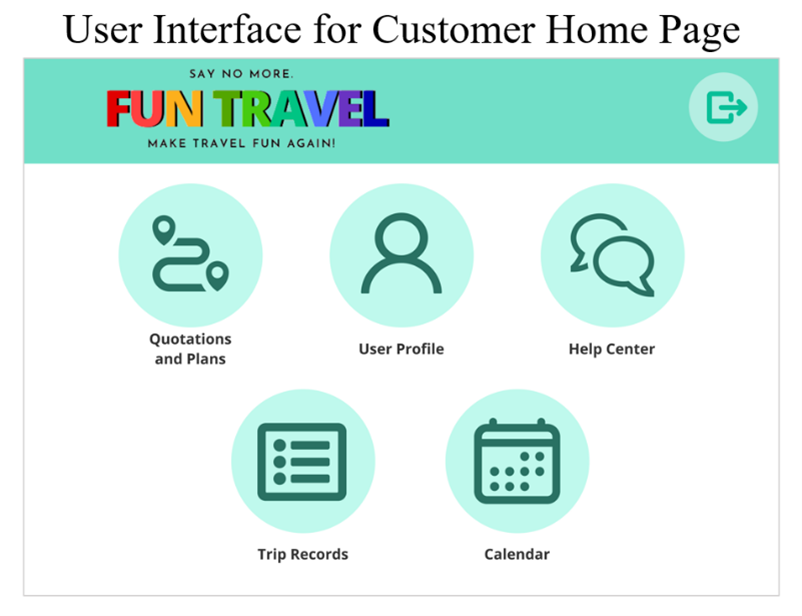 User Interface for Customer Home Page
SAY NO MORE.
FUN TRAVEL
MAKE TRAVEL FUN AGAIN!
Quotations
and Plans
User Profile
Help Center
Trip Records
Calendar